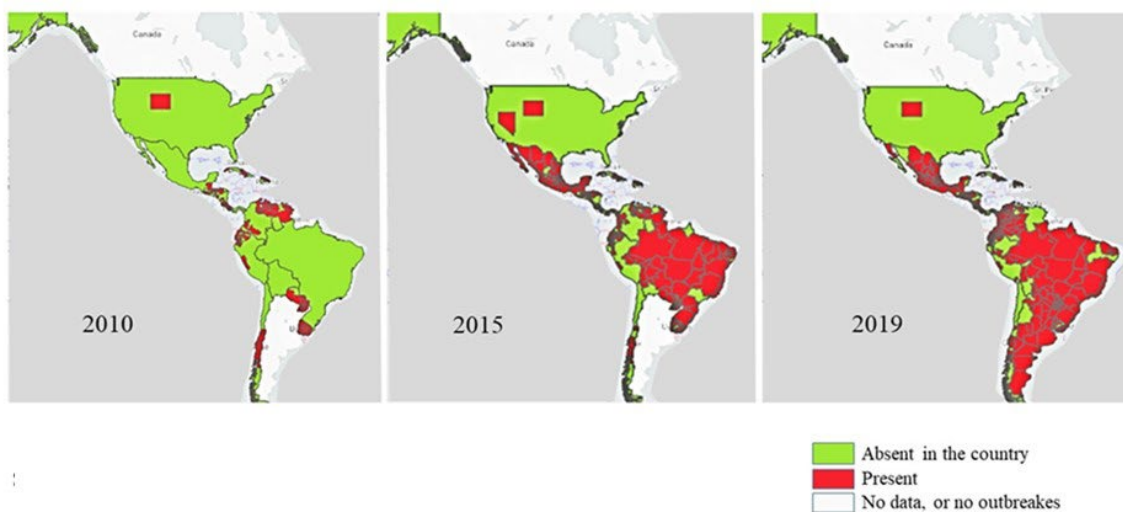 Canada
Canada
Canada
2010
2015
2019
Absent in the country
Present
No data, or no outbreakes